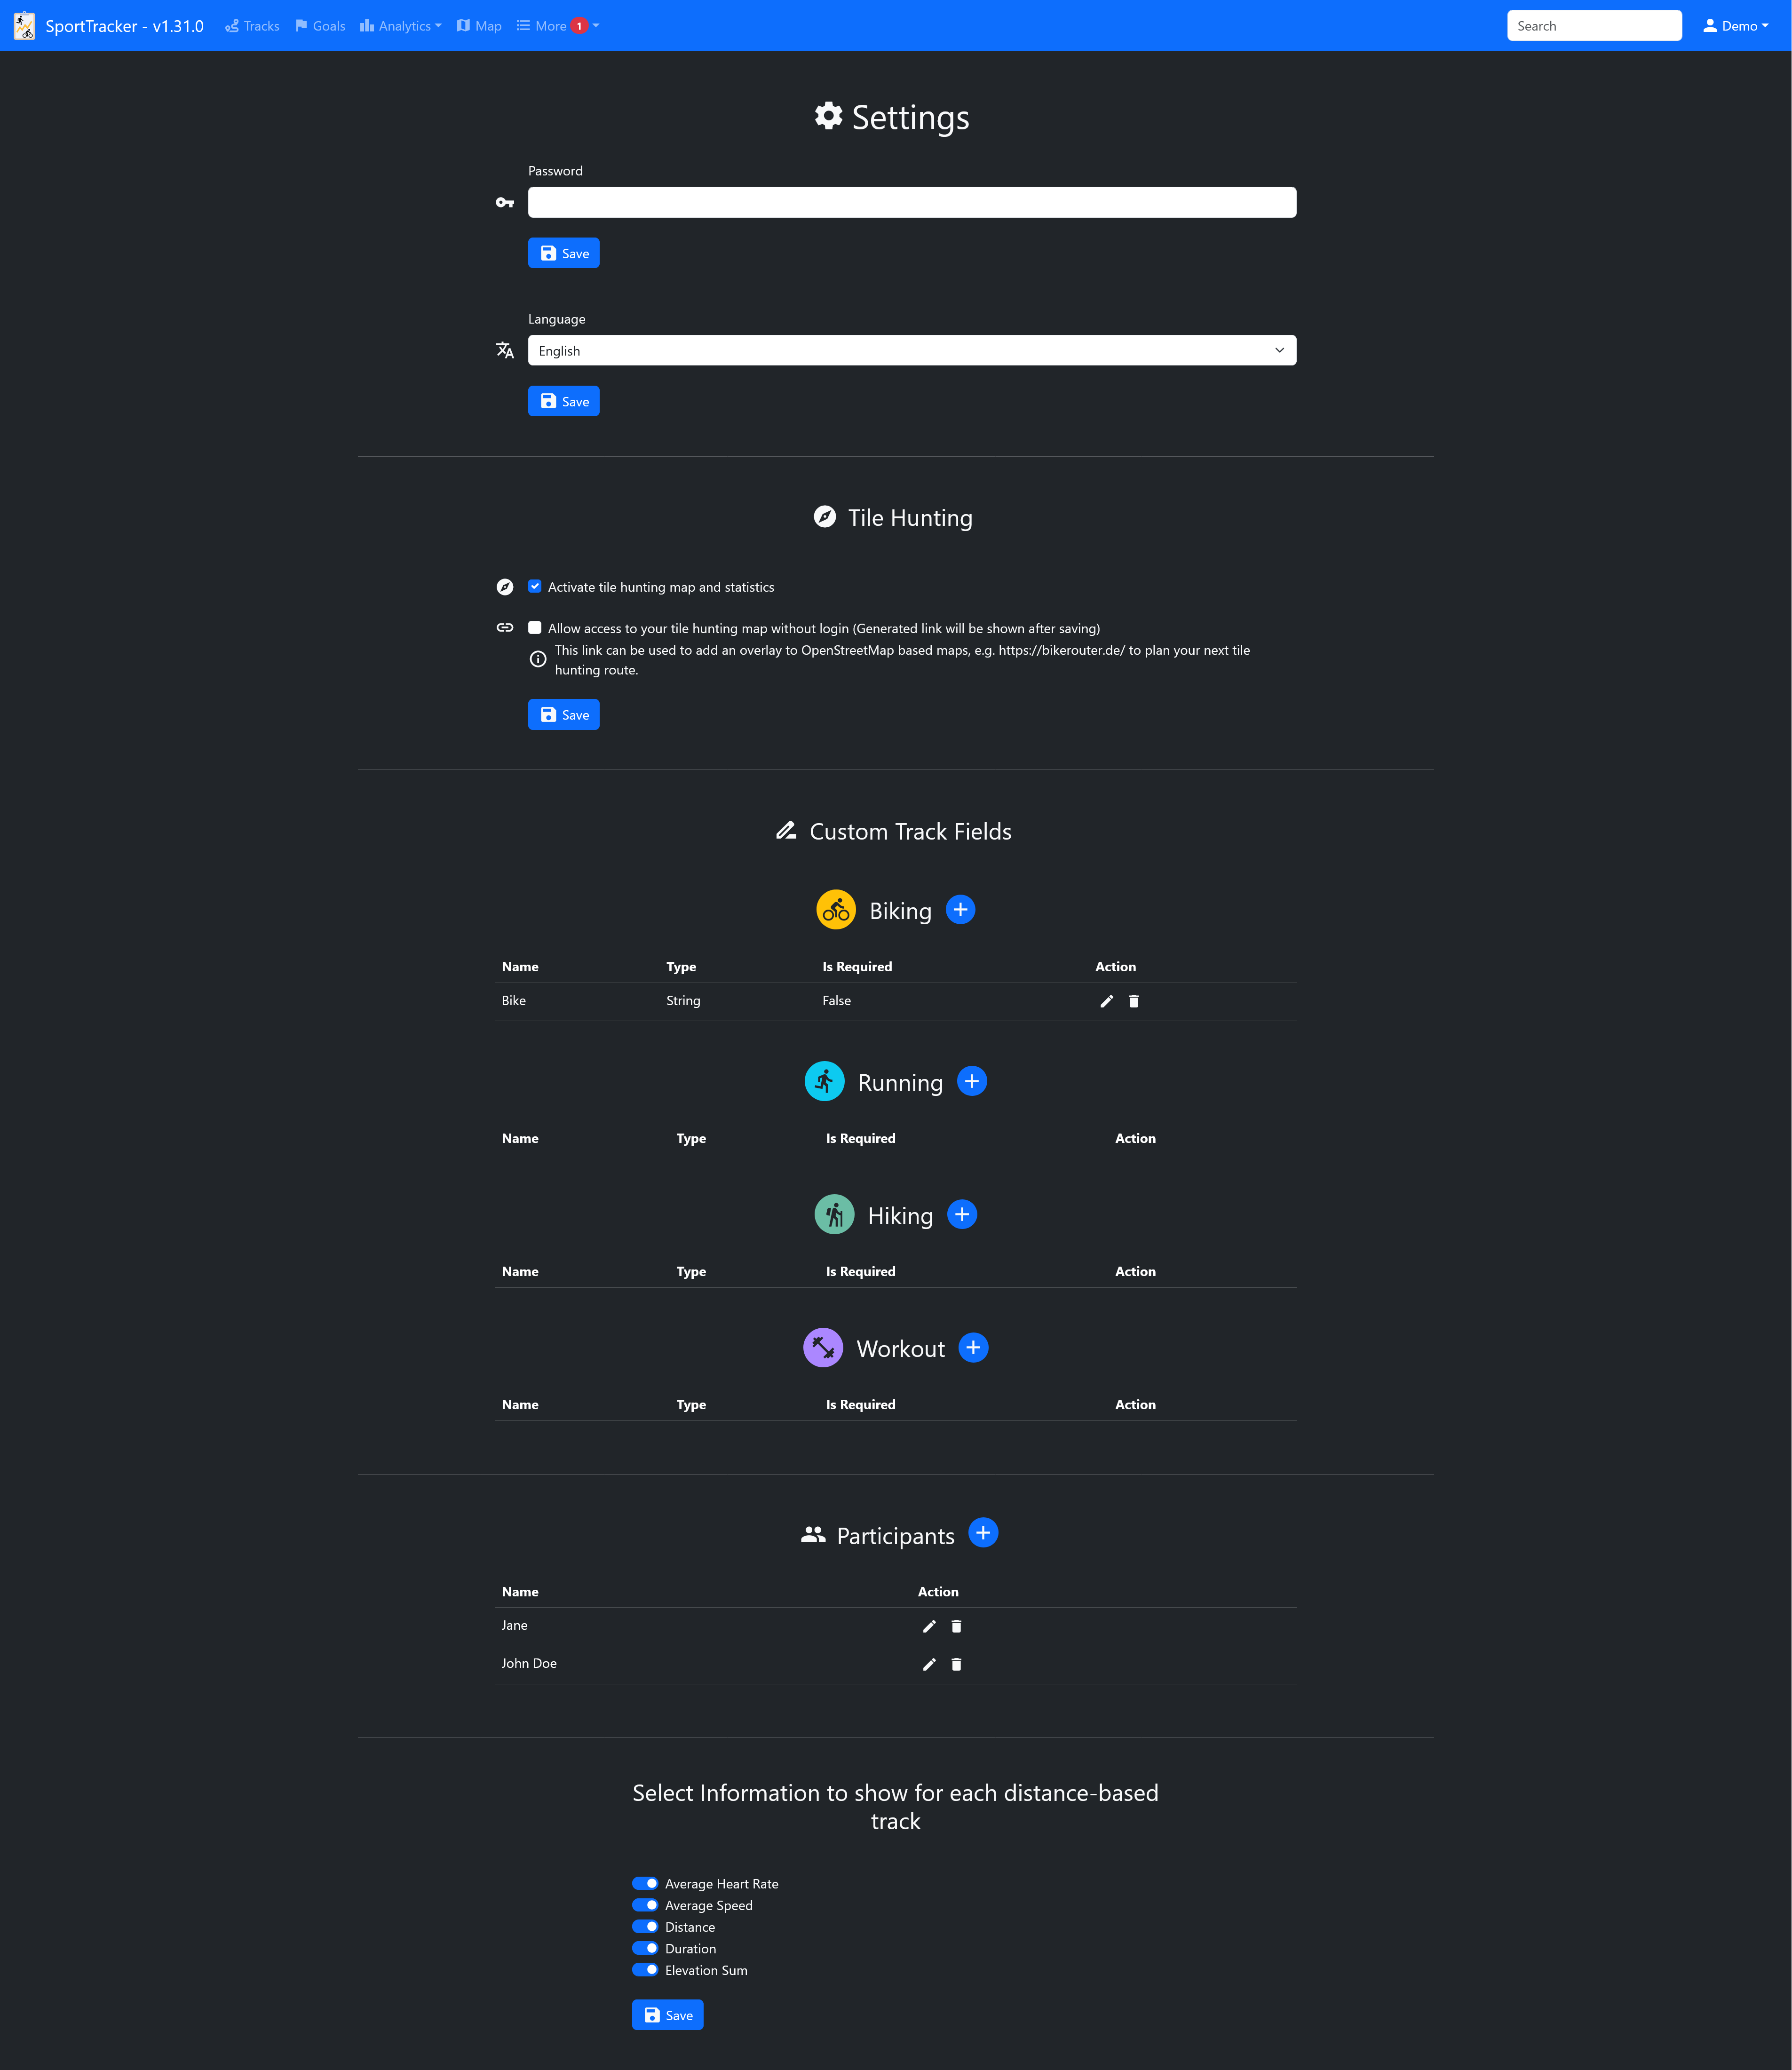 SportTracker - v1.31.0 Tracks Goals Analytics Map More 1 Search Demo
Settings
Password
Save
Language
English
Save
Tile Hunting
Activate tile hunting map and statistics
Allow access to your tile hunting map without login (Generated link will be shown after saving)
This link can be used to add an overlay to OpenStreetMap based maps, e.g. https://bikerouter.de/ to plan your next tile
hunting route.
Save
Custom Track Fields
Biking
Name Type Is Required Action
Bike String False
Running
Name Type Is Required Action
Hiking
Name Type Is Required Action
Workout
Name Type Is Required Action
Participants
Name Action
Jane
John Doe
Select Information to show for each distance-based
track
Average Heart Rate
Average Speed
Distance
Duration
Elevation Sum
Save